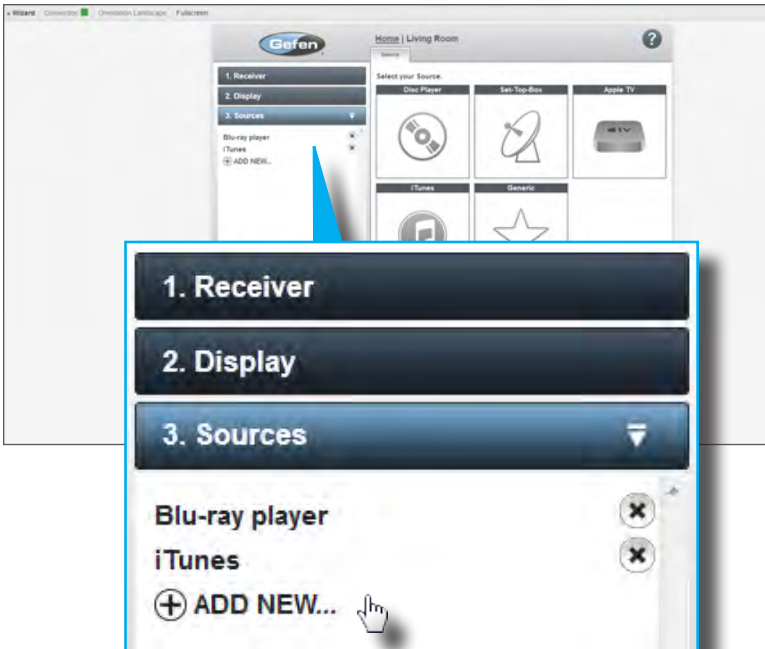 Wizard Connection Orientation Landscape Fullscreen
Gefen
Home | Living Room
?
Source
1. Receiver
2. Display
3. Sources
Blu-ray player
iTunes
ADD NEW...
Select your Source.
Disc Player
Set-Top-Box
Apple TV
tv
iTunes
Generic
1. Receiver
2. Display
3. Sources
Blu-ray player
iTunes
ADD NEW...